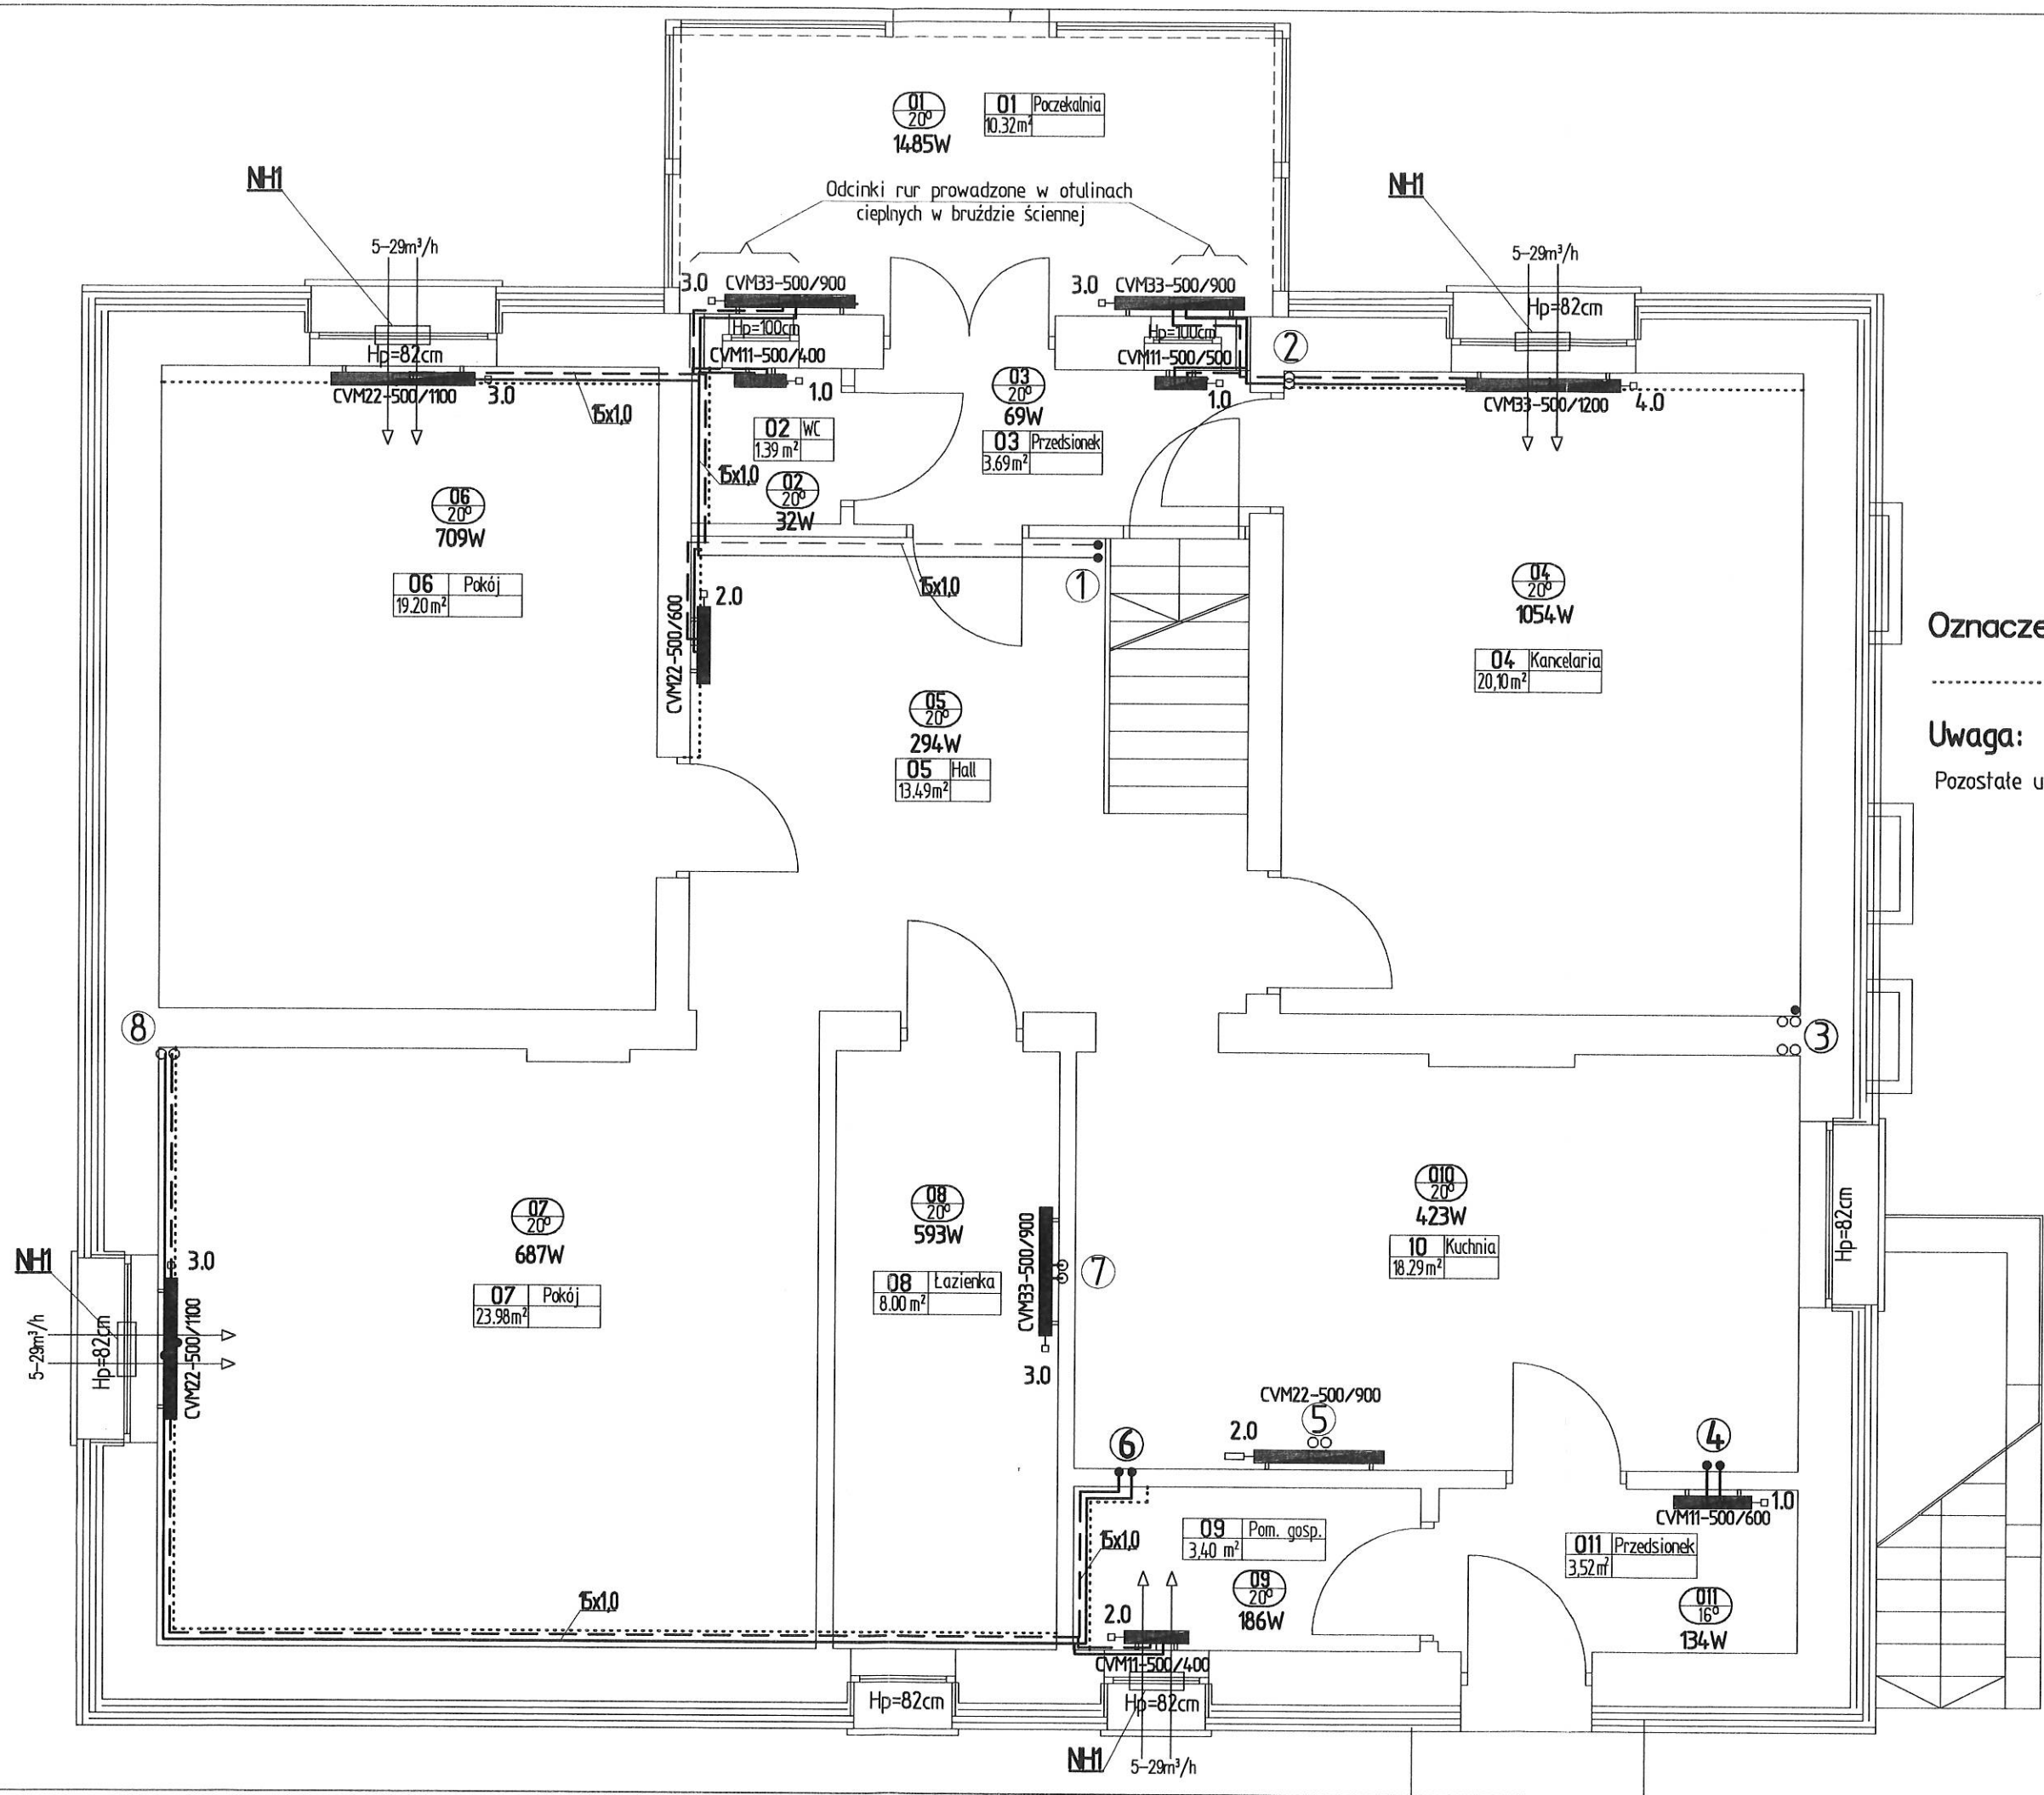 01
20°
1485W
01 Poczekalnia
10.32m²
NH1
Odcinki rur prowadzone w otulinach
cieplnych w bruździe ściennej
NH1
5-29m³/h
5-29m³/h
3.0
CVM33-500/900
3.0
CVM33-500/900
Hp=82cm
Hp=100cm
Hp=100cm
2
Hp=82cm
CVM11-500/400
CVM11-500/500
CVM22-500/1100
3.0
15x1,0
1.0
03
20°
69W
1.0
CVM33-500/1200
4.0
02 WC
1.39 m²
03 Przedsionek
3.69m²
15x1,0
02
20°
32W
06
20°
709W
06 Pokój
19.20m²
15x1,0
1
2.0
CVM22-500/600
04
20°
1054W
04 Kancelaria
20,10m²
Oznacze
Uwaga:
Pozostałe u
05
20°
294W
05 Hall
13.49m²
8
3
07
20°
687W
07 Pokój
23.98m²
08
20°
593W
08 Łazienka
8.00 m²
CVM33-500/900
3.0
7
010
20°
423W
10 Kuchnia
18.29m²
Hp=82cm
NH1
3.0
5-29m³/h
Hp=82cm
CVM22-500/1100
CVM22-500/900
2.0
5
6
4
1.0
CVM11-500/600
15x1,0
09 Pom. gosp.
3,40 m²
09
20°
186W
011 Przedsionek
3,52m²
011
16°
134W
15x1,0
2.0
CVM11-500/400
Hp=82cm
Hp=82cm
NH1
5-29m³/h